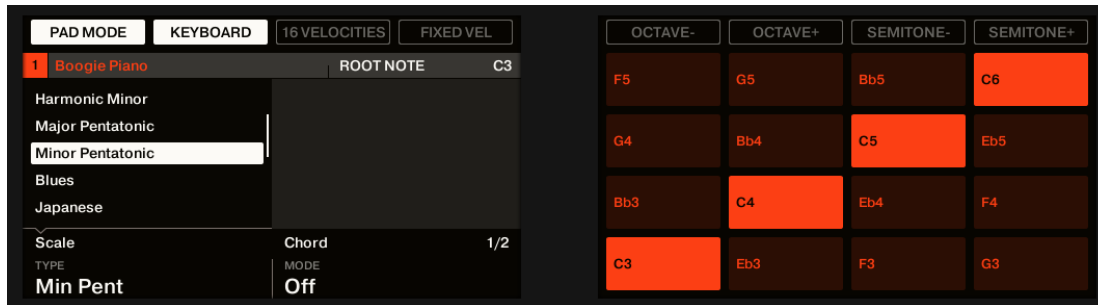 PAD MODE KEYBOARD 16 VELOCITIES FIXED VEL
1 Boogie Piano ROOT NOTE C3
Harmonic Minor
Major Pentatonic
Minor Pentatonic
Blues
Japanese
Scale Chord 1/2
TYPE MODE
Min Pent Off
OCTAVE- OCTAVE+ SEMITONE- SEMITONE+
F5 G5 Bb5 C6
G4 Bb4 C5 Eb5
Bb3 C4 Eb4 F4
C3 Eb3 F3 G3